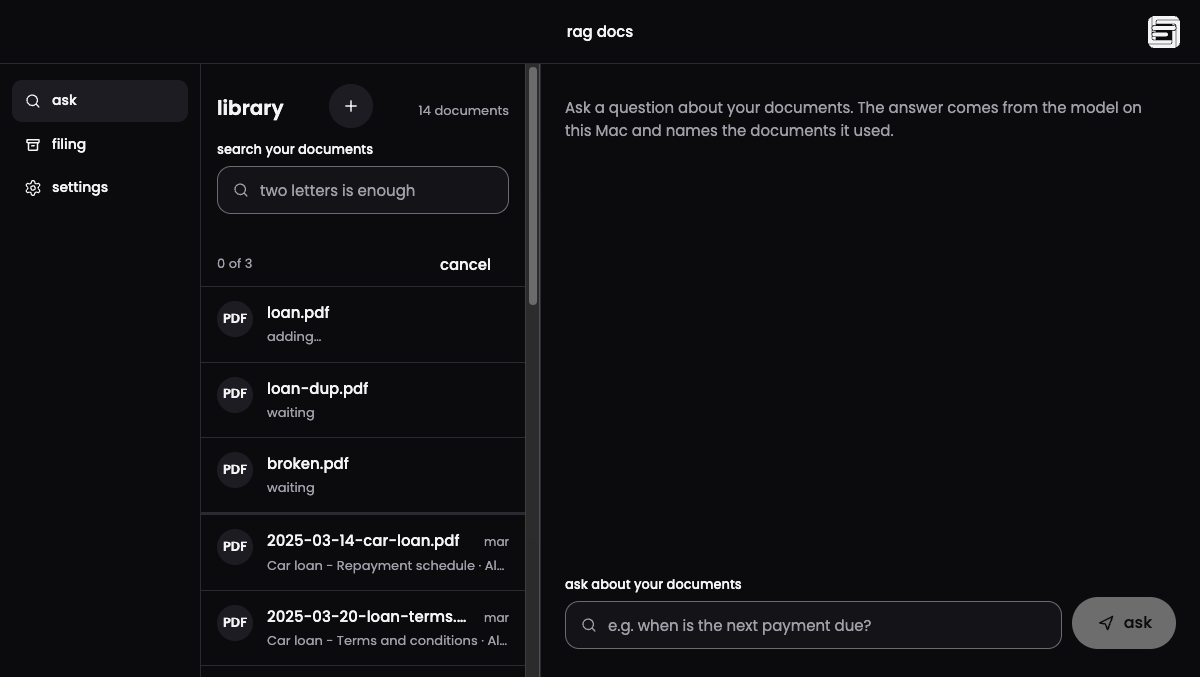 rag docs
ask
filing
settings
library
14 documents
search your documents
two letters is enough
0 of 3
cancel
PDF
loan.pdf
adding…
PDF
loan-dup.pdf
waiting
PDF
broken.pdf
waiting
PDF
2025-03-14-car-loan.pdf
mar
Car loan - Repayment schedule · Al…
PDF
2025-03-20-loan-terms.…
mar
Car loan - Terms and conditions · Al…
Ask a question about your documents. The answer comes from the model on
this Mac and names the documents it used.
ask about your documents
e.g. when is the next payment due?
ask